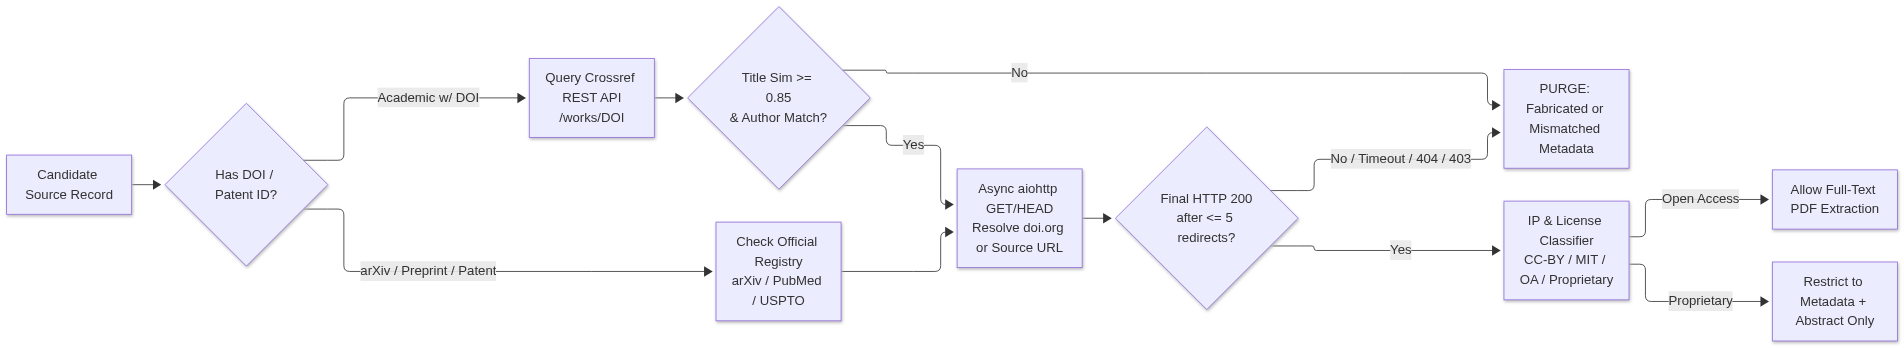 Candidate
Source Record
Has DOI /
Patent ID?
Academic w/ DOI
arXiv / Preprint / Patent
Query Crossref
REST API
/works/DOI
Title Sim >=
0.85
& Author Match?
No
Yes
Check Official
Registry
arXiv / PubMed
/ USPTO
Async aiohttp
GET/HEAD
Resolve doi.org
or Source URL
Final HTTP 200
after <= 5
redirects?
No / Timeout / 404 / 403
Yes
PURGE:
Fabricated or
Mismatched
Metadata
IP & License
Classifier
CC-BY / MIT /
OA / Proprietary
Open Access
Proprietary
Allow Full-Text
PDF Extraction
Restrict to
Metadata +
Abstract Only